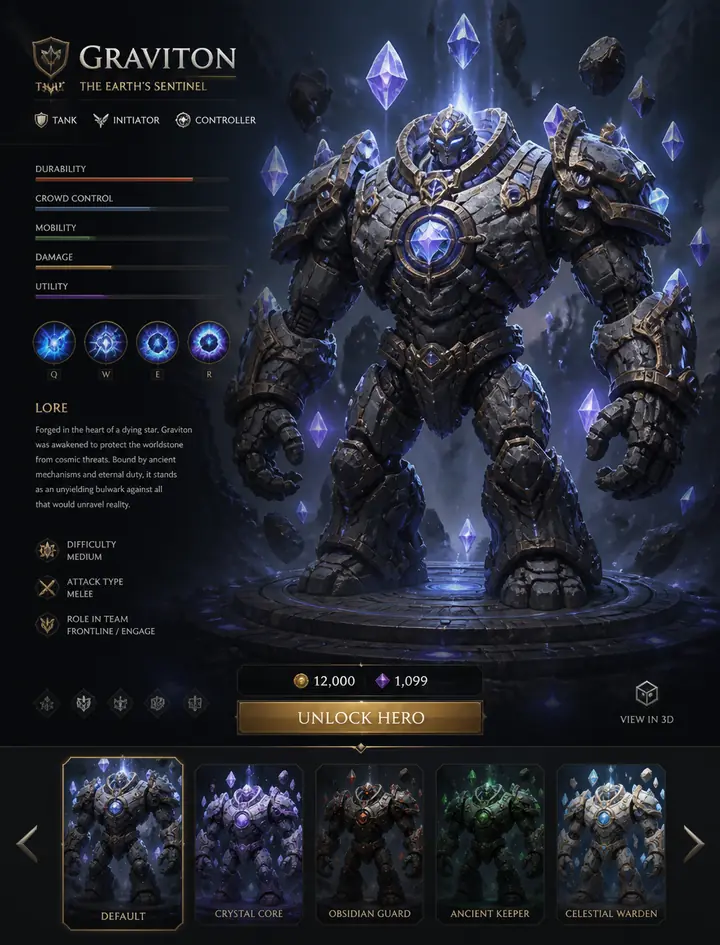 GRAVITON
THE EARTH'S SENTINEL
TANK
INITIATOR
CONTROLLER
DURABILITY
CROWD CONTROL
MOBILITY
DAMAGE
UTILITY
Q
W
E
R
LORE
Forged in the heart of a dying star, Graviton
was awakened to protect the worldstone
from cosmic threats. Bound by ancient
mechanisms and eternal duty, it stands
as an unyielding bulwark against all
that would unravel reality.
DIFFICULTY
MEDIUM
ATTACK TYPE
MELEE
ROLE IN TEAM
FRONTLINE / ENGAGE
12,000
1,099
UNLOCK HERO
VIEW IN 3D
DEFAULT
CRYSTAL CORE
OBSIDIAN GUARD
ANCIENT KEEPER
CELESTIAL WARDEN